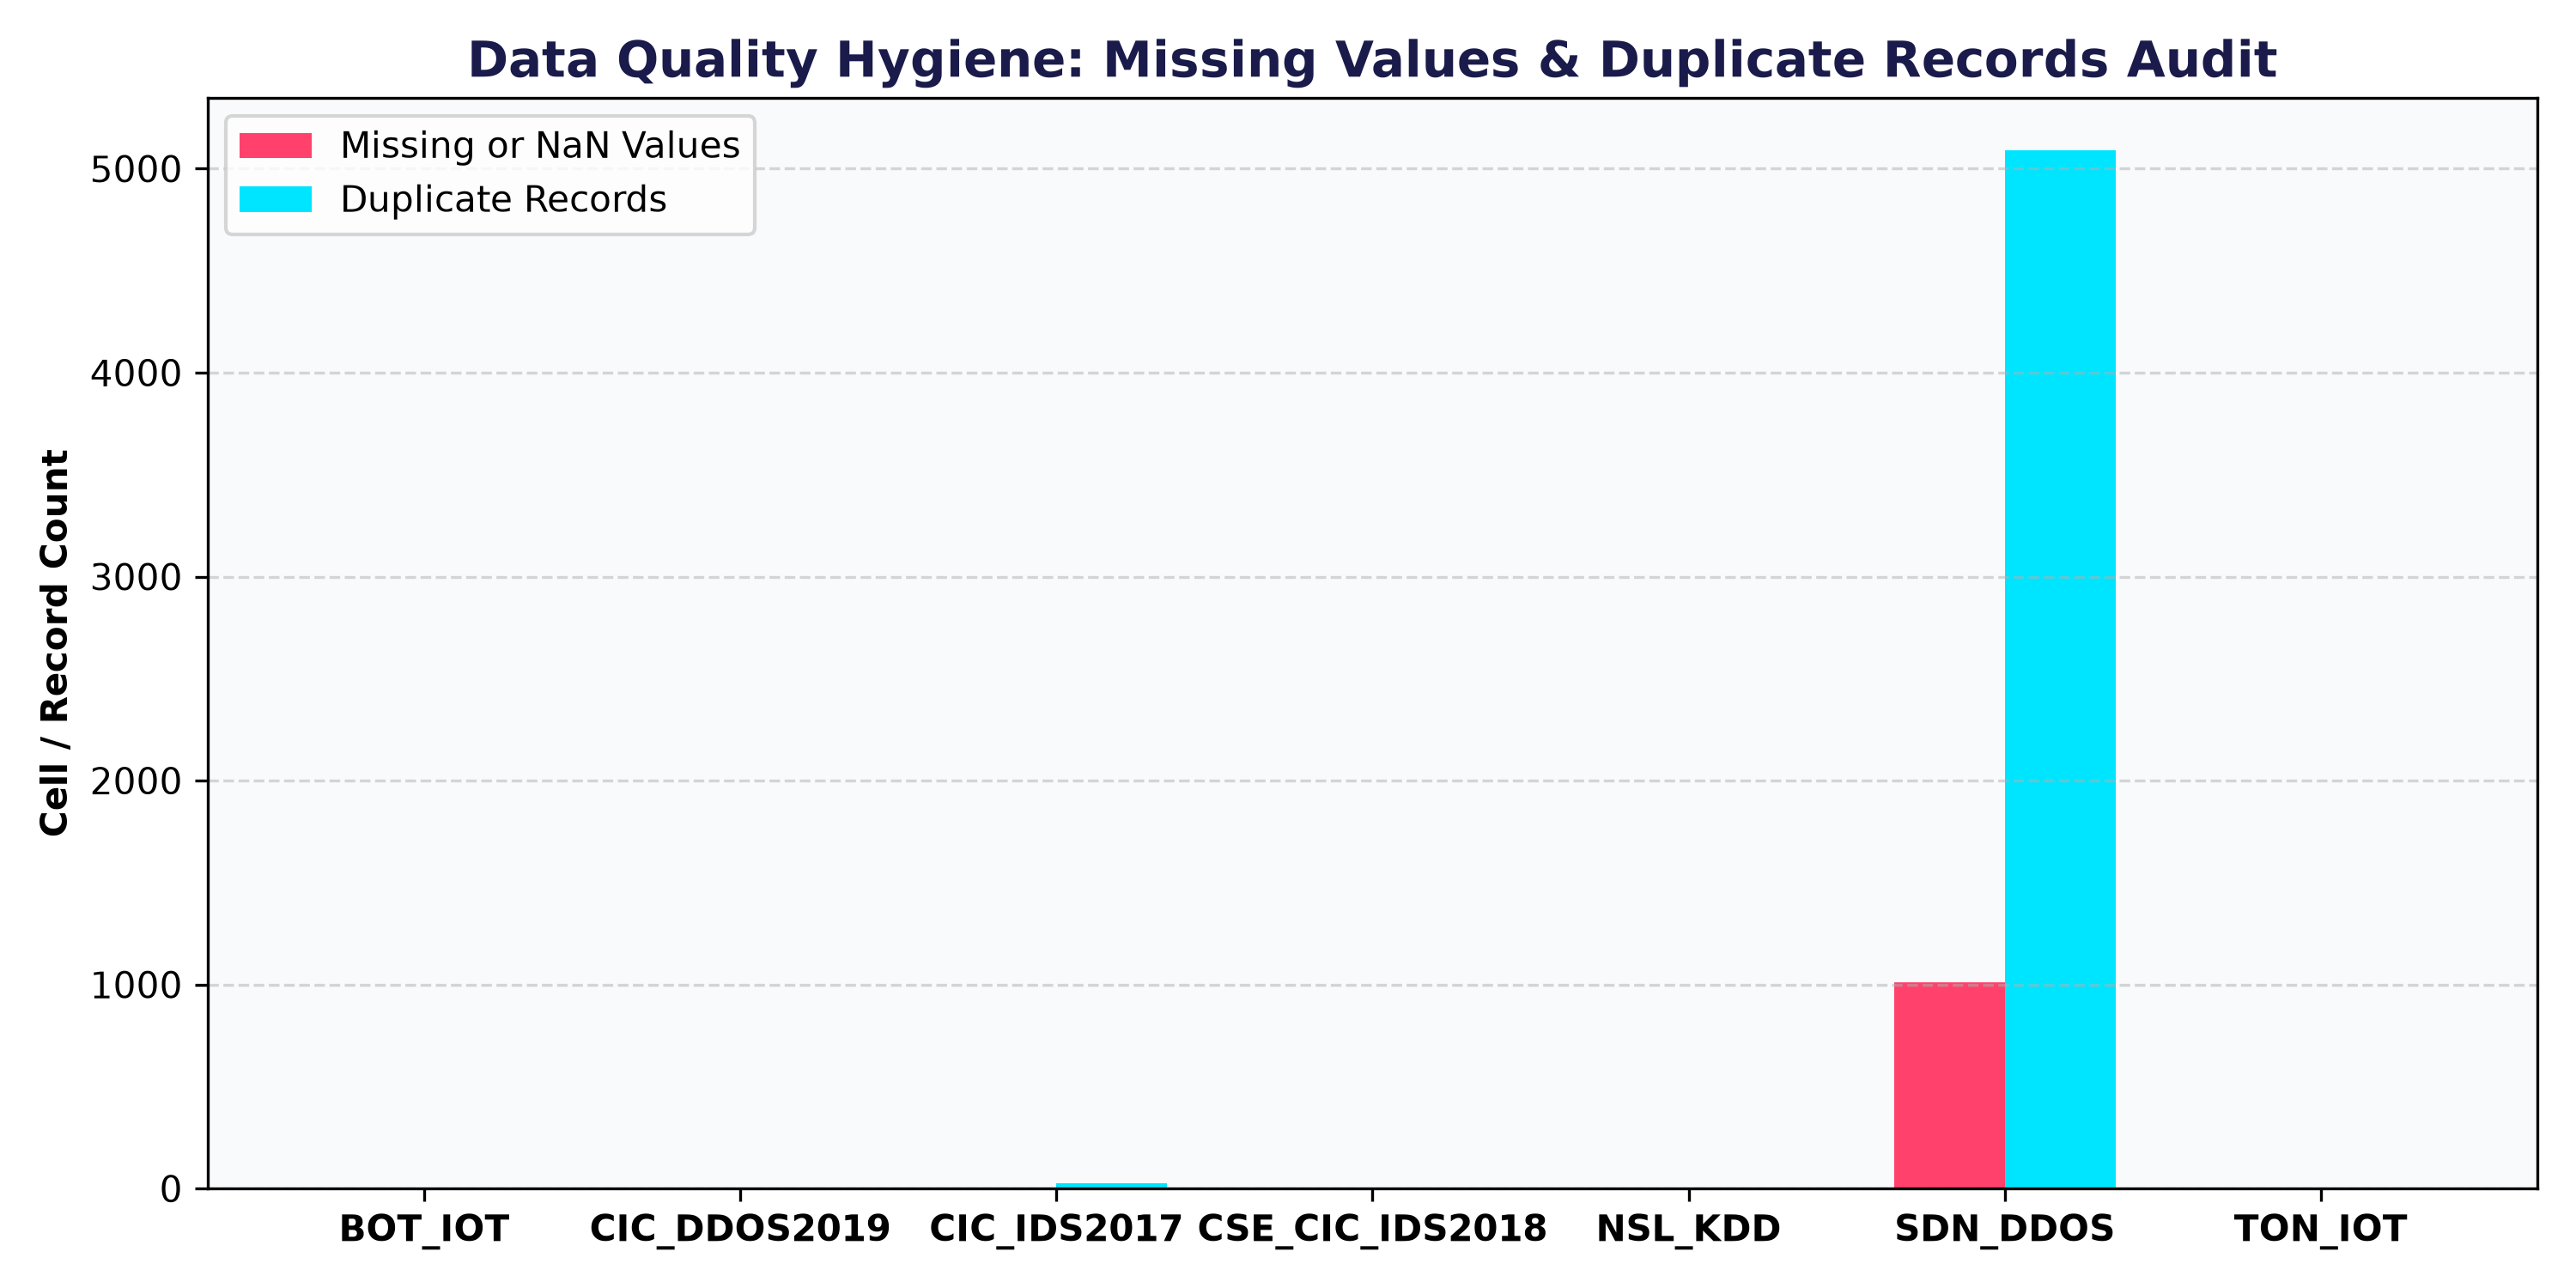 Data Quality Hygiene: Missing Values & Duplicate Records Audit
Missing or NaN Values
Duplicate Records
Cell / Record Count
5000
4000
3000
2000
1000
0
BOT_IOT
CIC_DDOS2019
CIC_IDS2017
CSE_CIC_IDS2018
NSL_KDD
SDN_DDOS
TON_IOT